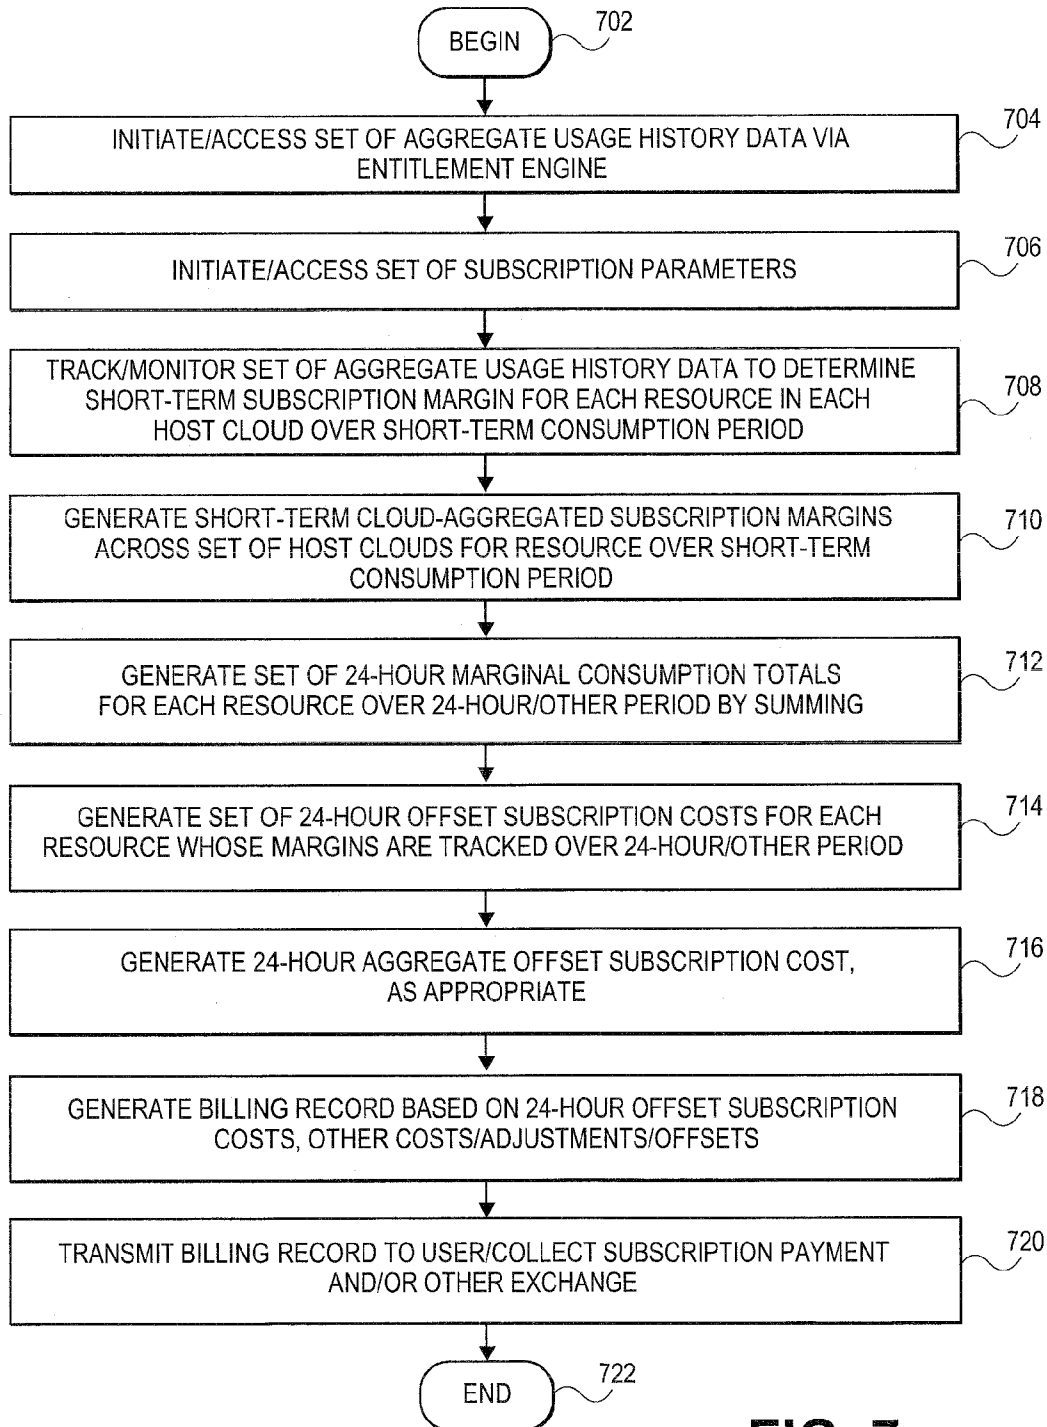 BEGIN
702
INITIATE/ACCESS SET OF AGGREGATE USAGE HISTORY DATA VIA
ENTITLEMENT ENGINE
704
INITIATE/ACCESS SET OF SUBSCRIPTION PARAMETERS
706
TRACK/MONITOR SET OF AGGREGATE USAGE HISTORY DATA TO DETERMINE
SHORT-TERM SUBSCRIPTION MARGIN FOR EACH RESOURCE IN EACH
HOST CLOUD OVER SHORT-TERM CONSUMPTION PERIOD
708
GENERATE SHORT-TERM CLOUD-AGGREGATED SUBSCRIPTION MARGINS
ACROSS SET OF HOST CLOUDS FOR RESOURCE OVER SHORT-TERM
CONSUMPTION PERIOD
710
GENERATE SET OF 24-HOUR MARGINAL CONSUMPTION TOTALS
FOR EACH RESOURCE OVER 24-HOUR/OTHER PERIOD BY SUMMING
712
GENERATE SET OF 24-HOUR OFFSET SUBSCRIPTION COSTS FOR EACH
RESOURCE WHOSE MARGINS ARE TRACKED OVER 24-HOUR/OTHER PERIOD
714
GENERATE 24-HOUR AGGREGATE OFFSET SUBSCRIPTION COST,
AS APPROPRIATE
716
GENERATE BILLING RECORD BASED ON 24-HOUR OFFSET SUBSCRIPTION
COSTS, OTHER COSTS/ADJUSTMENTS/OFFSETS
718
TRANSMIT BILLING RECORD TO USER/COLLECT SUBSCRIPTION PAYMENT
AND/OR OTHER EXCHANGE
720
END
722